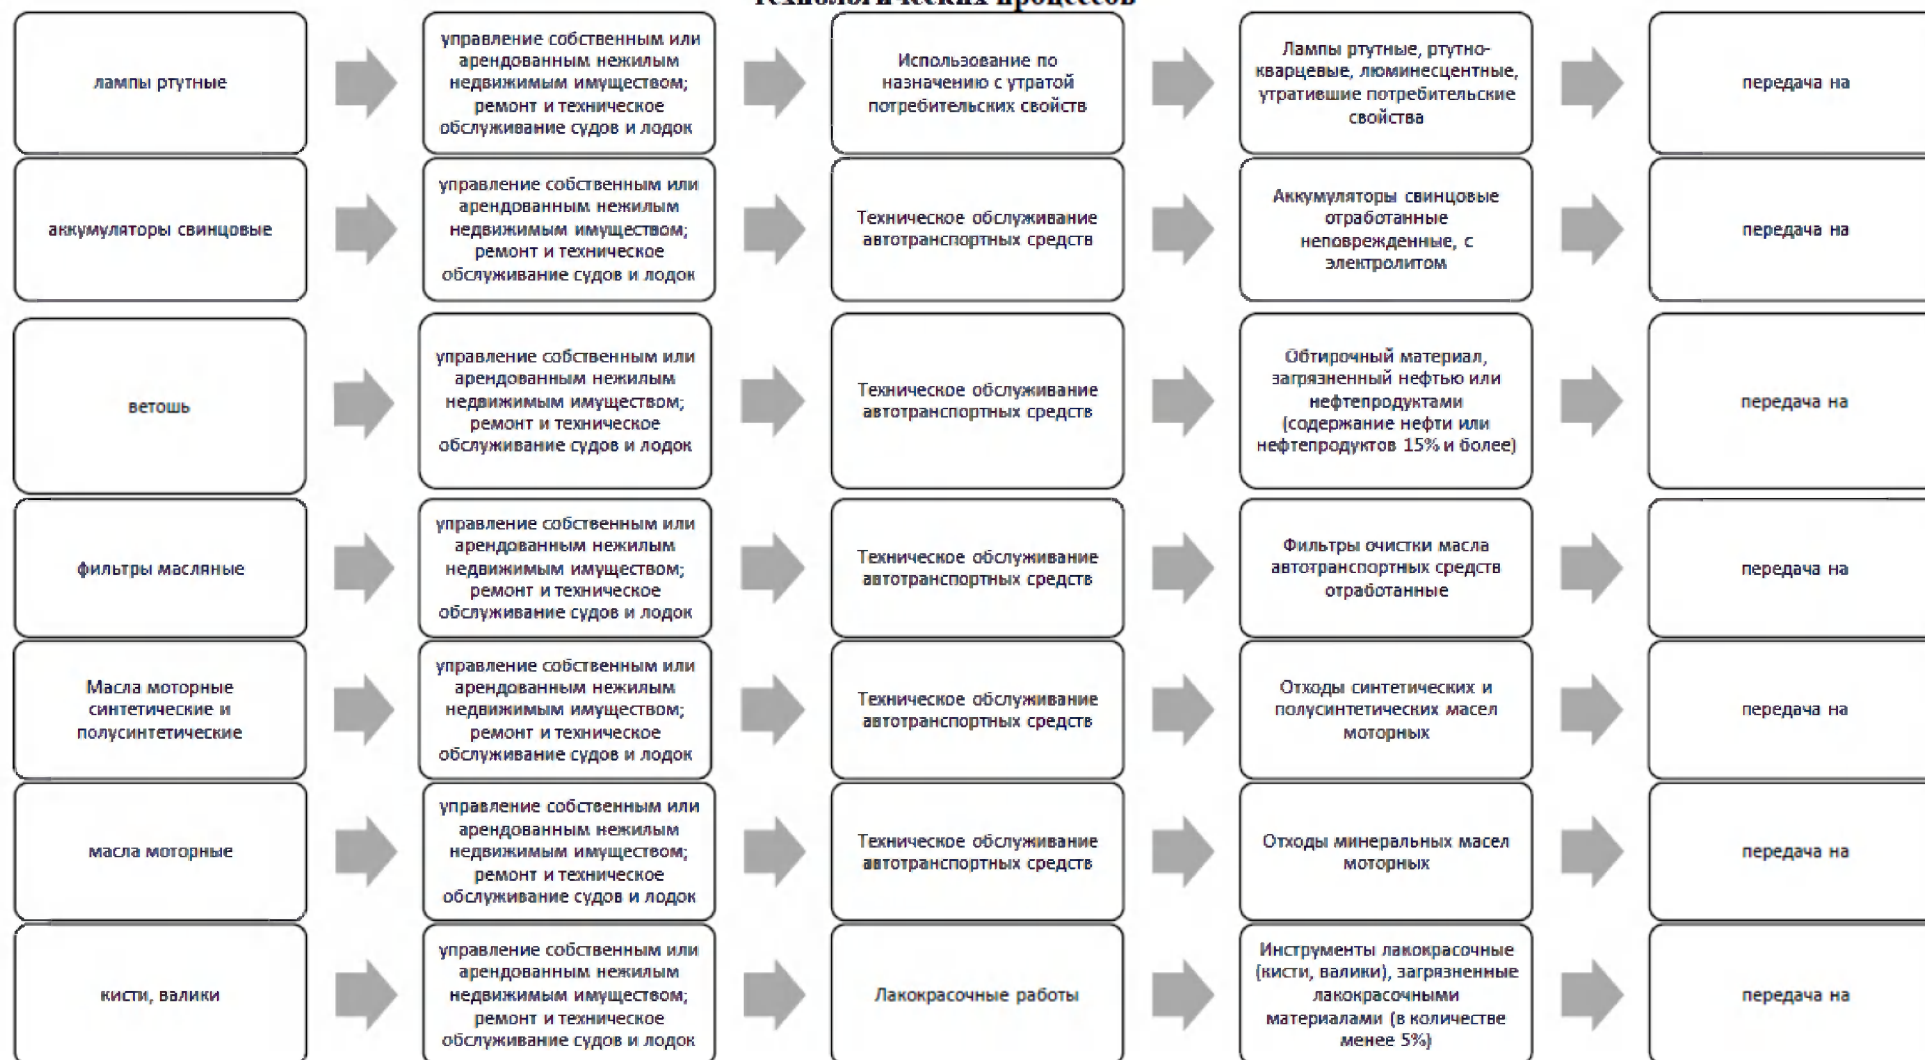 технологических процессов
лампы ртутные
управление собственным или
арендованным нежилым
недвижимым имуществом;
ремонт и техническое
обслуживание судов и лодок
Использование по
назначению с утратой
потребительских свойств
Лампы ртутные, ртутно-
кварцевые, люминесцентные,
утратившие потребительские
свойства
передача на
аккумуляторы свинцовые
управление собственным или
арендованным нежилым
недвижимым имуществом;
ремонт и техническое
обслуживание судов и лодок
Техническое обслуживание
автотранспортных средств
Аккумуляторы свинцовые
отработанные
неповрежденные, с
электролитом
передача на
ветошь
управление собственным или
арендованным нежилым
недвижимым имуществом;
ремонт и техническое
обслуживание судов и лодок
Техническое обслуживание
автотранспортных средств
Обтирочный материал,
загрязненный нефтью или
нефтепродуктами
(содержание нефти или
нефтепродуктов 15% и более)
передача на
фильтры масляные
управление собственным или
арендованным нежилым
недвижимым имуществом;
ремонт и техническое
обслуживание судов и лодок
Техническое обслуживание
автотранспортных средств
Фильтры очистки масла
автотранспортных средств
отработанные
передача на
Масла моторные
синтетические и
полусинтетические
управление собственным или
арендованным нежилым
недвижимым имуществом;
ремонт и техническое
обслуживание судов и лодок
Техническое обслуживание
автотранспортных средств
Отходы синтетических и
полусинтетических масел
моторных
передача на
масла моторные
управление собственным или
арендованным нежилым
недвижимым имуществом;
ремонт и техническое
обслуживание судов и лодок
Техническое обслуживание
автотранспортных средств
Отходы минеральных масел
моторных
передача на
кисти, валики
управление собственным или
арендованным нежилым
недвижимым имуществом;
ремонт и техническое
обслуживание судов и лодок
Лакокрасочные работы
Инструменты лакокрасочные
(кисти, валики), загрязненные
лакокрасочными
материалами (в количестве
менее 5%)
передача на